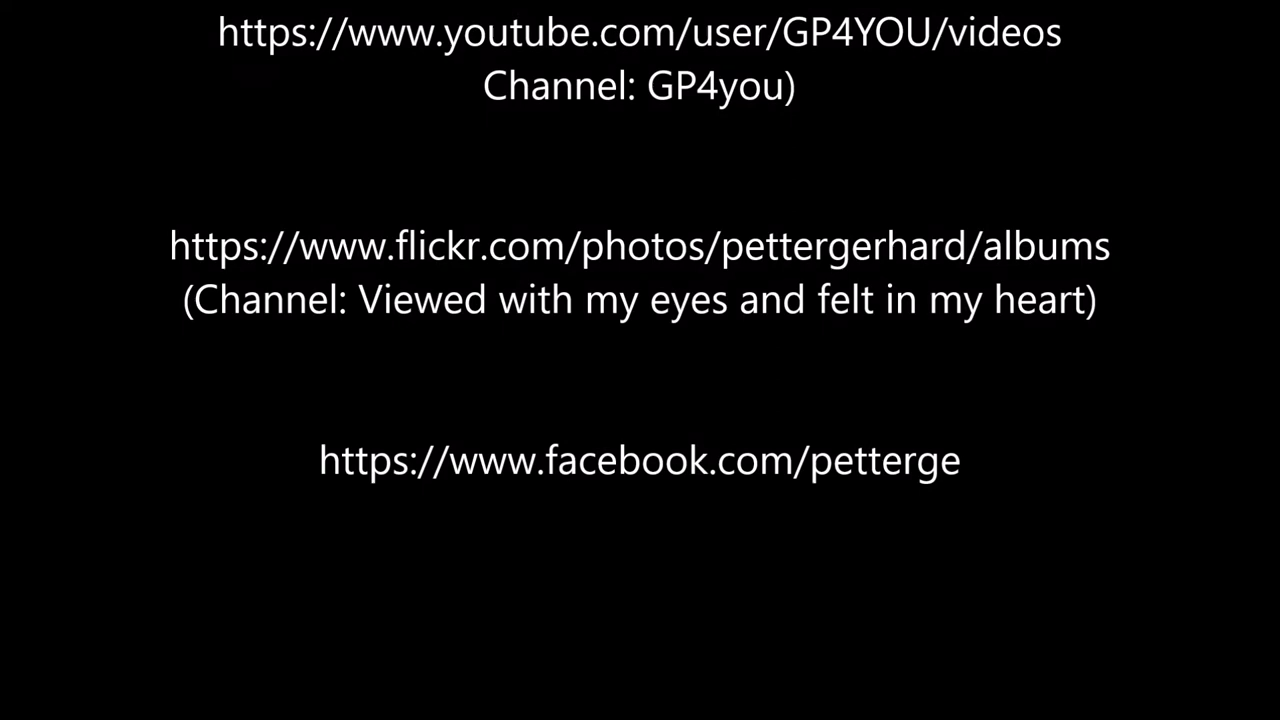 https://www.youtube.com/user/GP4YOU/videos
Channel: GP4you)
https://www.flickr.com/photos/pettergerhard/albums
(Channel: Viewed with my eyes and felt in my heart)
https://www.facebook.com/petterge